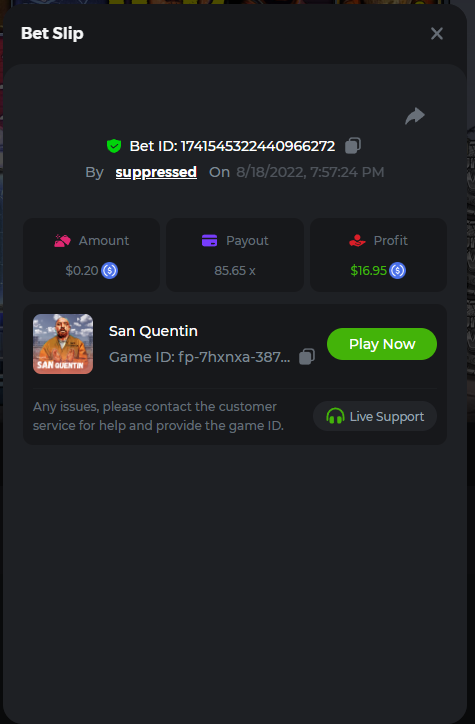 Bet Slip
Bet ID: 1741545322440966272
By suppressed On 8/18/2022, 7:57:24 PM
Amount Payout Profit
$0.20 85.65 x $16.95
San Quentin
Game ID: fp-7hxnxa-387...
Play Now
SAN QUENTIN
Any issues, please contact the customer
service for help and provide the game ID.
Live Support